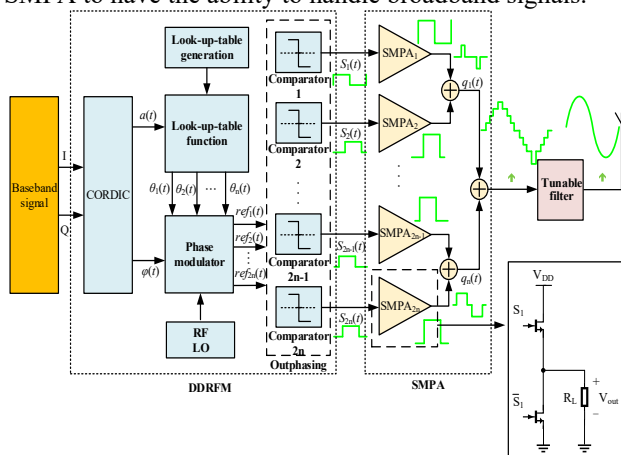 SMPA to have the ability to handle broadband signals.
Look-up-table
generation
Comparator
1
S1(t)
SMPA1
q1(t)
Baseband
signal
I
Q
CORDIC
a(t)
φ(t)
Look-up-table
function
θ1(t) θ2(t) ··· θn(t)
Phase
modulator
ref1(t)
ref2(t)
ref2n(t)
RF
LO
Comparator
2
S2(t)
SMPA2
Comparator
2n-1
S2n-1(t)
SMPA2n-1
qn(t)
Comparator
2n
S2n(t)
SMPA2n
Outphasing
DDRFM
SMPA
Tunable
filter
VDD
S1
S̅1
RL
+
Vout
−